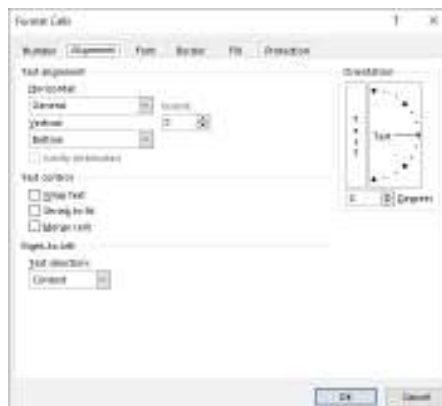 Format Cells ? ×
Number Alignment Font Border Fill Protection
Text alignment
Horizontal:
General
Indent:
Vertical:
0
Bottom
Justify distributed
Text control
Wrap text
Shrink to fit
Merge cells
Right-to-left
Text direction:
Context
Orientation
Text
Text
0 Degrees
OK Cancel